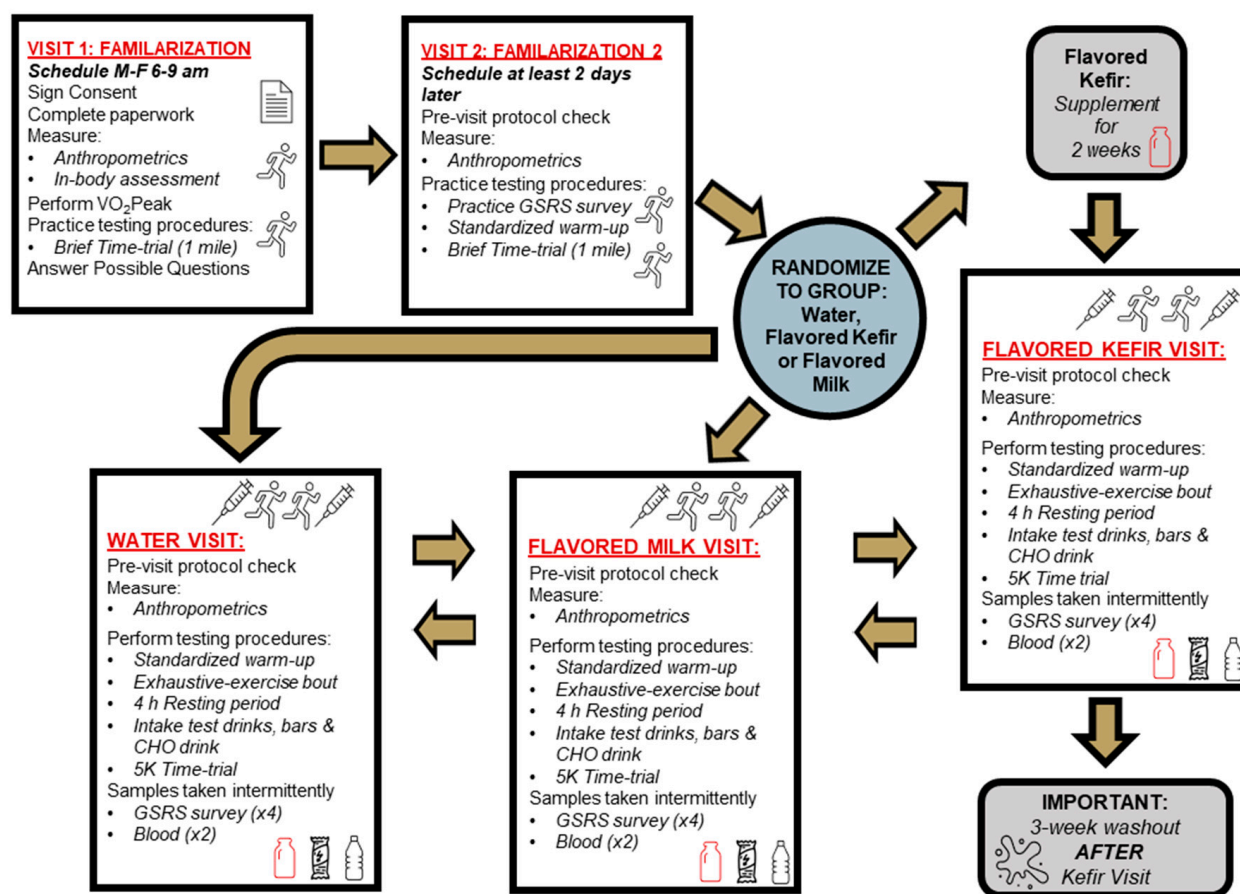 VISIT 1: FAMILARIZATION
Schedule M-F 6-9 am
Sign Consent
Complete paperwork
Measure:
• Anthropometrics
• In-body assessment
Perform VO₂Peak
Practice testing procedures:
• Brief Time-trial (1 mile)
Answer Possible Questions
VISIT 2: FAMILARIZATION 2
Schedule at least 2 days
later
Pre-visit protocol check
Measure:
• Anthropometrics
Practice testing procedures:
• Practice GSRS survey
• Standardized warm-up
• Brief Time-trial (1 mile)
RANDOMIZE
TO GROUP:
Water,
Flavored Kefir
or Flavored
Milk
Flavored
Kefir:
Supplement
for
2 weeks
FLAVORED KEFIR VISIT:
Pre-visit protocol check
Measure:
• Anthropometrics
Perform testing procedures:
• Standardized warm-up
• Exhaustive-exercise bout
• 4 h Resting period
• Intake test drinks, bars &
CHO drink
• 5K Time trial
Samples taken intermittently
• GSRS survey (x4)
• Blood (x2)
WATER VISIT:
Pre-visit protocol check
Measure:
• Anthropometrics
Perform testing procedures:
• Standardized warm-up
• Exhaustive-exercise bout
• 4 h Resting period
• Intake test drinks, bars &
CHO drink
• 5K Time-trial
Samples taken intermittently
• GSRS survey (x4)
• Blood (x2)
FLAVORED MILK VISIT:
Pre-visit protocol check
Measure:
• Anthropometrics
Perform testing procedures:
• Standardized warm-up
• Exhaustive-exercise bout
• 4 h Resting period
• Intake test drinks, bars &
CHO drink
• 5K Time-trial
Samples taken intermittently
• GSRS survey (x4)
• Blood (x2)
IMPORTANT:
3-week washout
AFTER
Kefir Visit